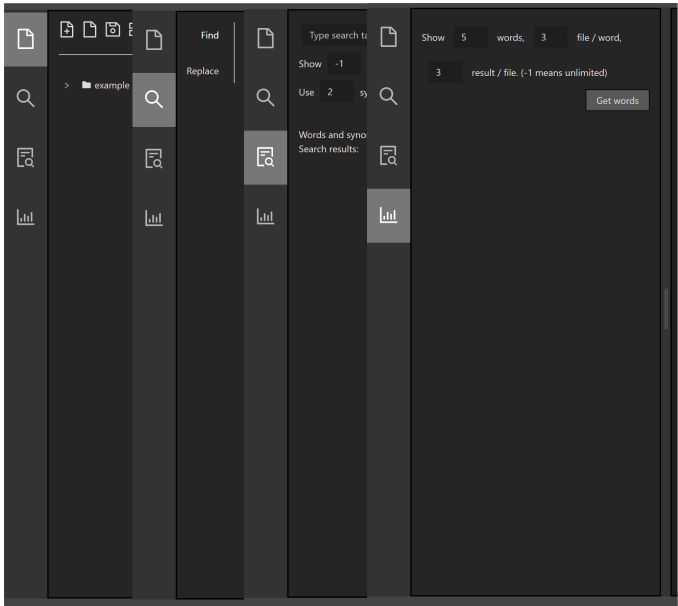 example
Find
Replace
Type search ta
Show -1
Use 2 sy
Words and syno
Search results:
Show 5 words, 3 file / word,
3 result / file. (-1 means unlimited)
Get words